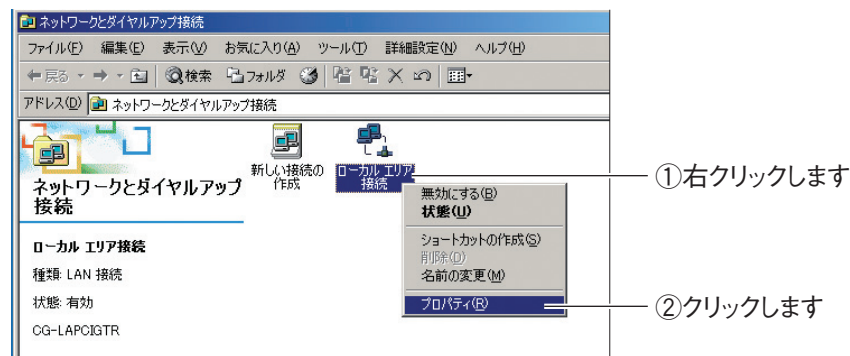 ネットワークとダイヤルアップ接続
ファイル(F) 編集(E) 表示(V) お気に入り(A) ツール(T) 詳細設定(N) ヘルプ(H)
戻る 検索 フォルダ
アドレス(D) ネットワークとダイヤルアップ接続
新しい接続の
作成
ローカル エリア
接続
①右クリックします
ネットワークとダイヤルアップ
接続
ローカル エリア接続
種類: LAN 接続
状態: 有効
CG-LAPCIGTR
無効にする(B)
状態(U)
ショートカットの作成(S)
削除(D)
名前の変更(M)
プロパティ(R)
②クリックします